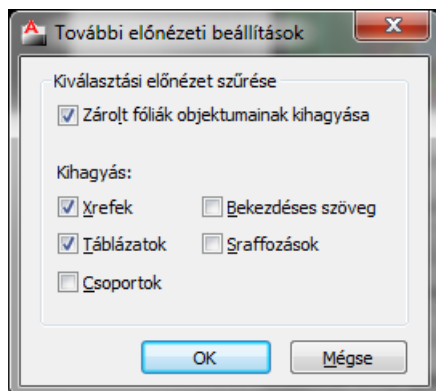 További előnézeti beállítások
Kiválasztási előnézet szűrése
Zárolt fóliák objektumainak kihagyása
Kihagyás:
Xrefek
Bekezdéses szöveg
Táblázatok
Sraffozások
Csoportok
OK
Mégse